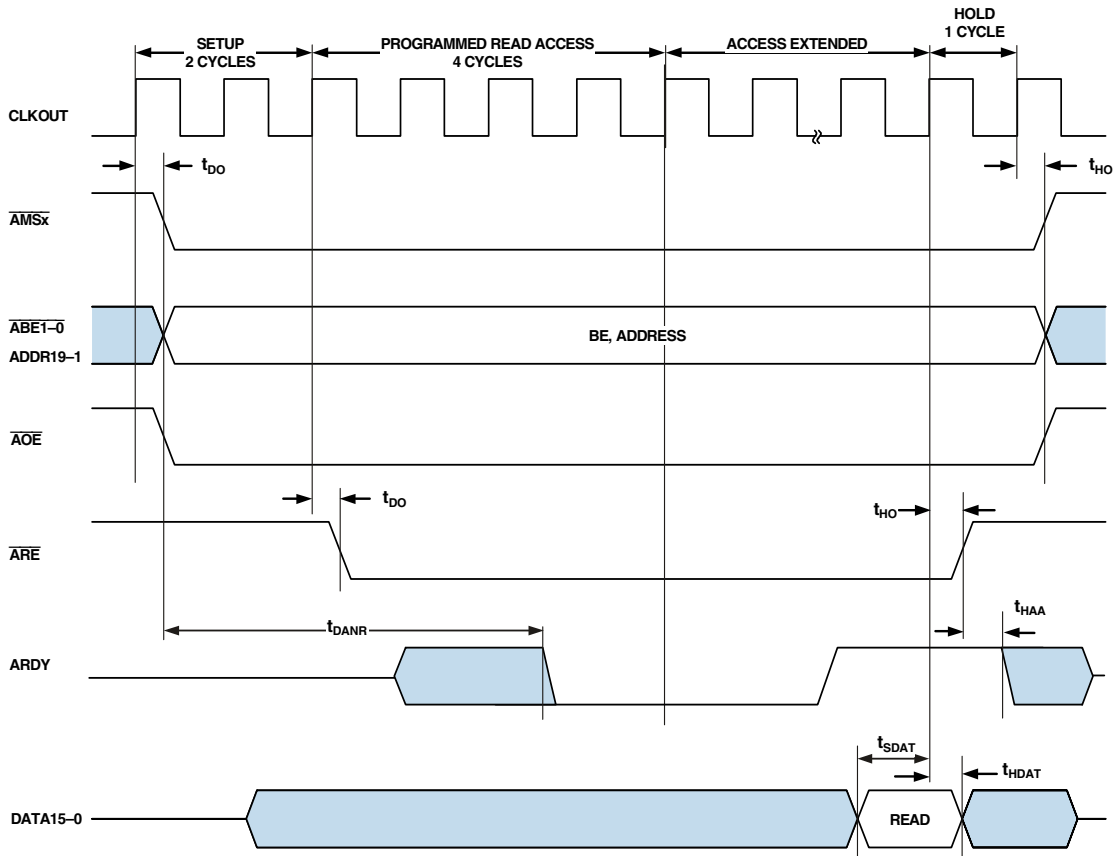 SETUP
2 CYCLES
PROGRAMMED READ ACCESS
4 CYCLES
ACCESS EXTENDED
HOLD
1 CYCLE
CLKOUT
tDO
tHO
AMSx
ABE1–0
BE, ADDRESS
ADDR19–1
AOE
tDO
tHO
ARE
tDANR
tHAA
ARDY
tSDAT
tHDAT
DATA15–0
READ